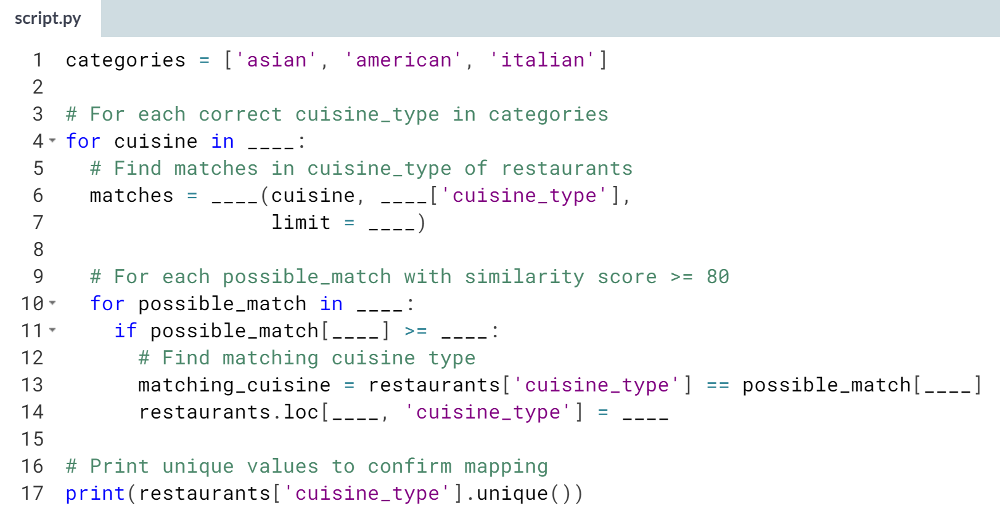 script.py
1 categories = ['asian', 'american', 'italian']
2
3 # For each correct cuisine_type in categories
4 for cuisine in ____:
5   # Find matches in cuisine_type of restaurants
6   matches = ____(cuisine, ____['cuisine_type'],
7                  limit = ____)
8
9   # For each possible_match with similarity score >= 80
10   for possible_match in ____:
11     if possible_match[____] >= ____:
12       # Find matching cuisine type
13       matching_cuisine = restaurants['cuisine_type'] == possible_match[____]
14       restaurants.loc[____, 'cuisine_type'] = ____
15
16 # Print unique values to confirm mapping
17 print(restaurants['cuisine_type'].unique())